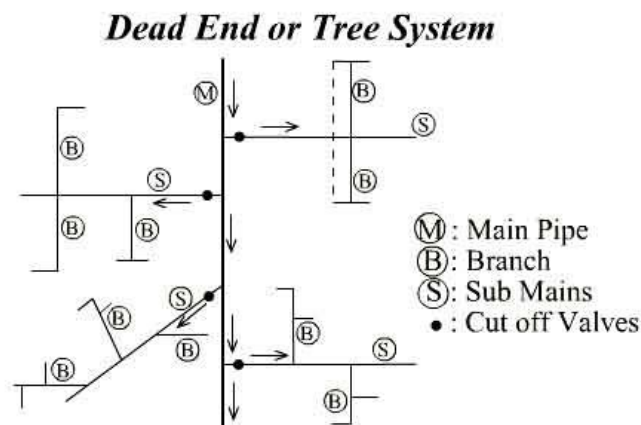 Dead End or Tree System
M
B
S
B
B
S
B
B
S
B
B
B
B
S
B
M : Main Pipe
B : Branch
S : Sub Mains
• : Cut off Valves